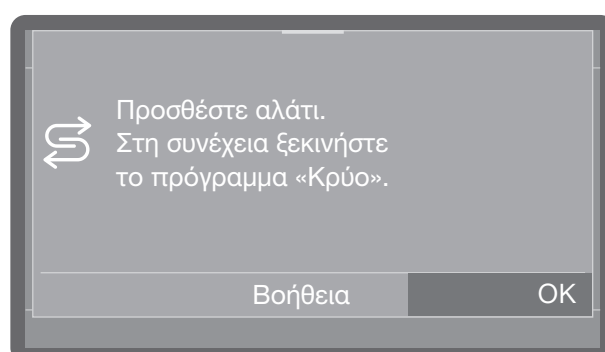 Προσθέστε αλάτι.
Στη συνέχεια ξεκινήστε
το πρόγραμμα «Κρύο».
Βοήθεια
OK